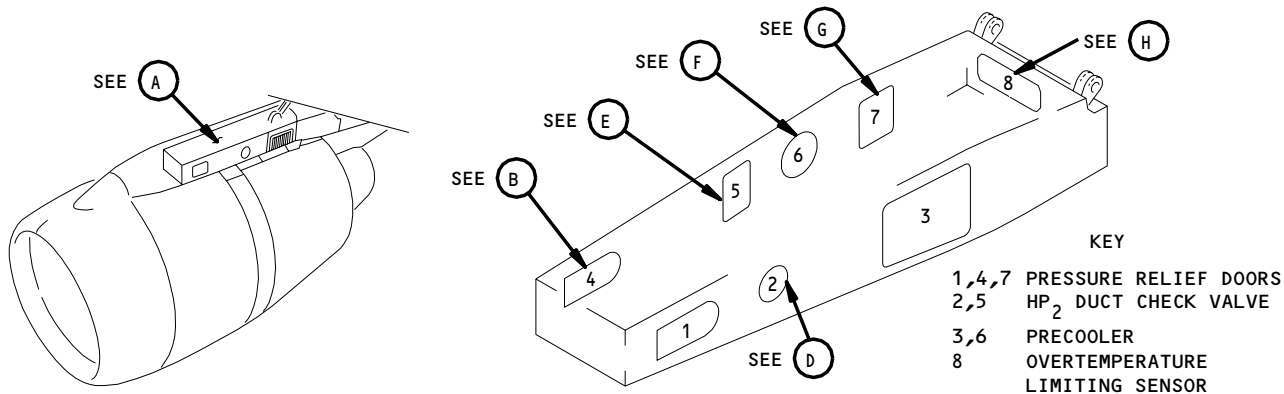 SEE A
SEE B
SEE E
SEE F
SEE G
SEE H
8
7
6
5
4
3
2
1
SEE D
KEY
1,4,7 PRESSURE RELIEF DOORS
2,5 HP2 DUCT CHECK VALVE
3,6 PRECOOLER
8 OVERTEMPERATURE
LIMITING SENSOR